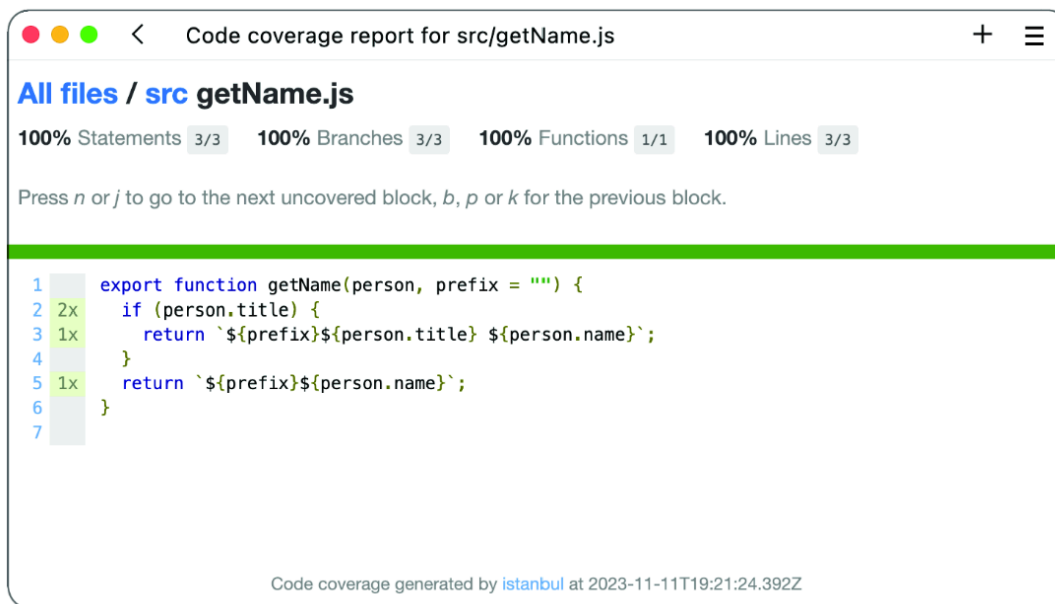 Code coverage report for src/getName.js
All files / src getName.js
100% Statements 3/3 100% Branches 3/3 100% Functions 1/1 100% Lines 3/3
Press n or j to go to the next uncovered block, b, p or k for the previous block.
1 export function getName(person, prefix = "") {
2 2x if (person.title) {
3 1x return `${prefix}${person.title} ${person.name}`;
4 }
5 1x return `${prefix}${person.name}`;
6 }
7
Code coverage generated by istanbul at 2023-11-11T19:21:24.392Z